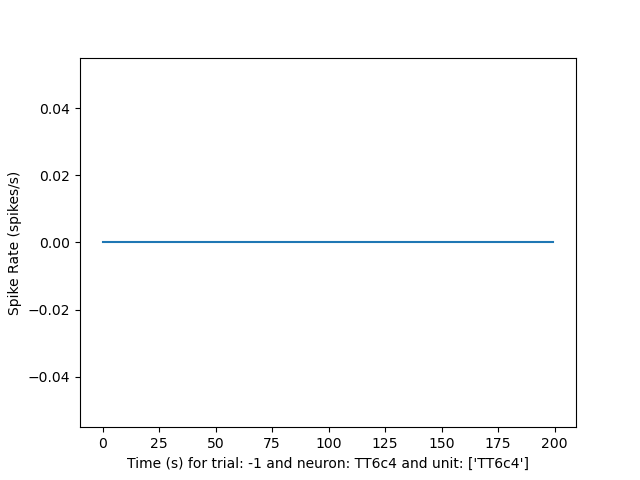 0.04
0.02
0.00
−0.02
−0.04
Spike Rate (spikes/s)
0 25 50 75 100 125 150 175 200
Time (s) for trial: -1 and neuron: TT6c4 and unit: ['TT6c4']